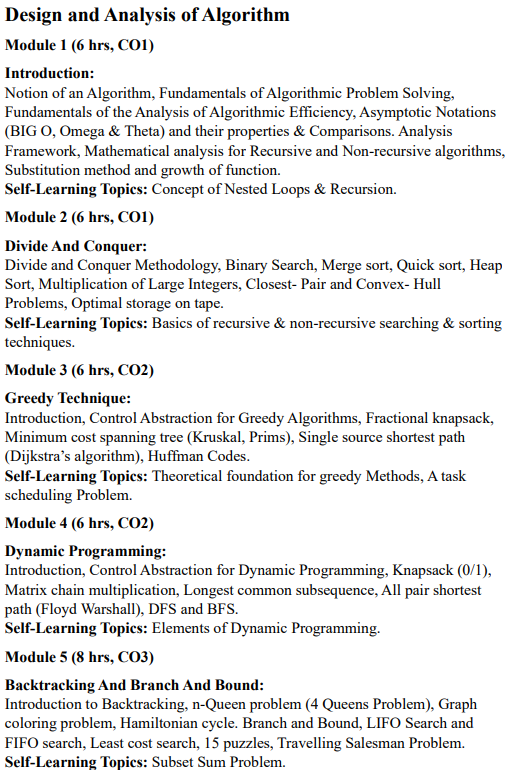 Design and Analysis of Algorithm
Module 1 (6 hrs, CO1)
Introduction:
Notion of an Algorithm, Fundamentals of Algorithmic Problem Solving,
Fundamentals of the Analysis of Algorithmic Efficiency, Asymptotic Notations
(BIG O, Omega & Theta) and their properties & Comparisons. Analysis
Framework, Mathematical analysis for Recursive and Non-recursive algorithms,
Substitution method and growth of function.
Self-Learning Topics: Concept of Nested Loops & Recursion.
Module 2 (6 hrs, CO1)
Divide And Conquer:
Divide and Conquer Methodology, Binary Search, Merge sort, Quick sort, Heap
Sort, Multiplication of Large Integers, Closest- Pair and Convex- Hull
Problems, Optimal storage on tape.
Self-Learning Topics: Basics of recursive & non-recursive searching & sorting
techniques.
Module 3 (6 hrs, CO2)
Greedy Technique:
Introduction, Control Abstraction for Greedy Algorithms, Fractional knapsack,
Minimum cost spanning tree (Kruskal, Prims), Single source shortest path
(Dijkstra’s algorithm), Huffman Codes.
Self-Learning Topics: Theoretical foundation for greedy Methods, A task
scheduling Problem.
Module 4 (6 hrs, CO2)
Dynamic Programming:
Introduction, Control Abstraction for Dynamic Programming, Knapsack (0/1),
Matrix chain multiplication, Longest common subsequence, All pair shortest
path (Floyd Warshall), DFS and BFS.
Self-Learning Topics: Elements of Dynamic Programming.
Module 5 (8 hrs, CO3)
Backtracking And Branch And Bound:
Introduction to Backtracking, n-Queen problem (4 Queens Problem), Graph
coloring problem, Hamiltonian cycle. Branch and Bound, LIFO Search and
FIFO search, Least cost search, 15 puzzles, Travelling Salesman Problem.
Self-Learning Topics: Subset Sum Problem.